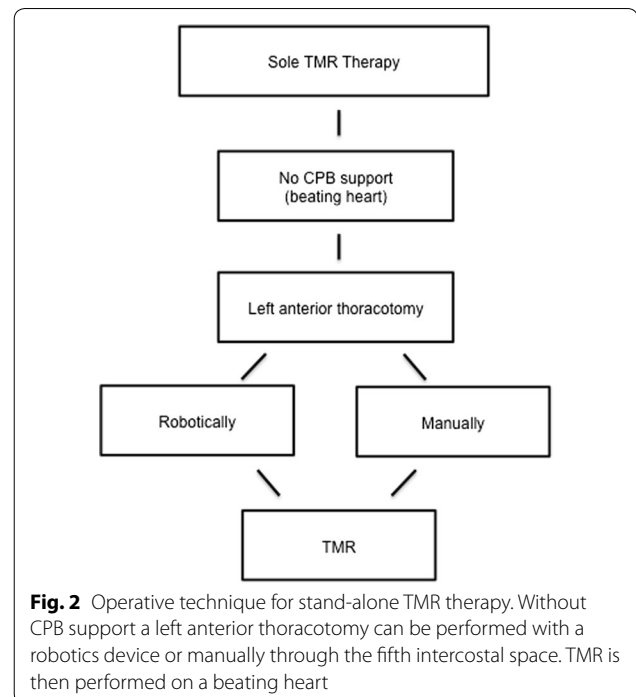 Sole TMR Therapy
No CPB support
(beating heart)
Left anterior thoracotomy
Robotically
Manually
TMR
Fig. 2 Operative technique for stand-alone TMR therapy. Without
CPB support a left anterior thoracotomy can be performed with a
robotics device or manually through the fifth intercostal space. TMR is
then performed on a beating heart